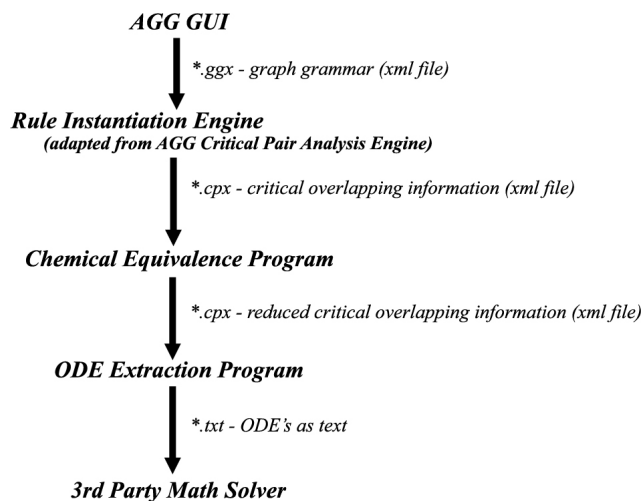 AGG GUI
*.ggx - graph grammar (xml file)
Rule Instantiation Engine
(adapted from AGG Critical Pair Analysis Engine)
*.cpx - critical overlapping information (xml file)
Chemical Equivalence Program
*.cpx - reduced critical overlapping information (xml file)
ODE Extraction Program
*.txt - ODE's as text
3rd Party Math Solver